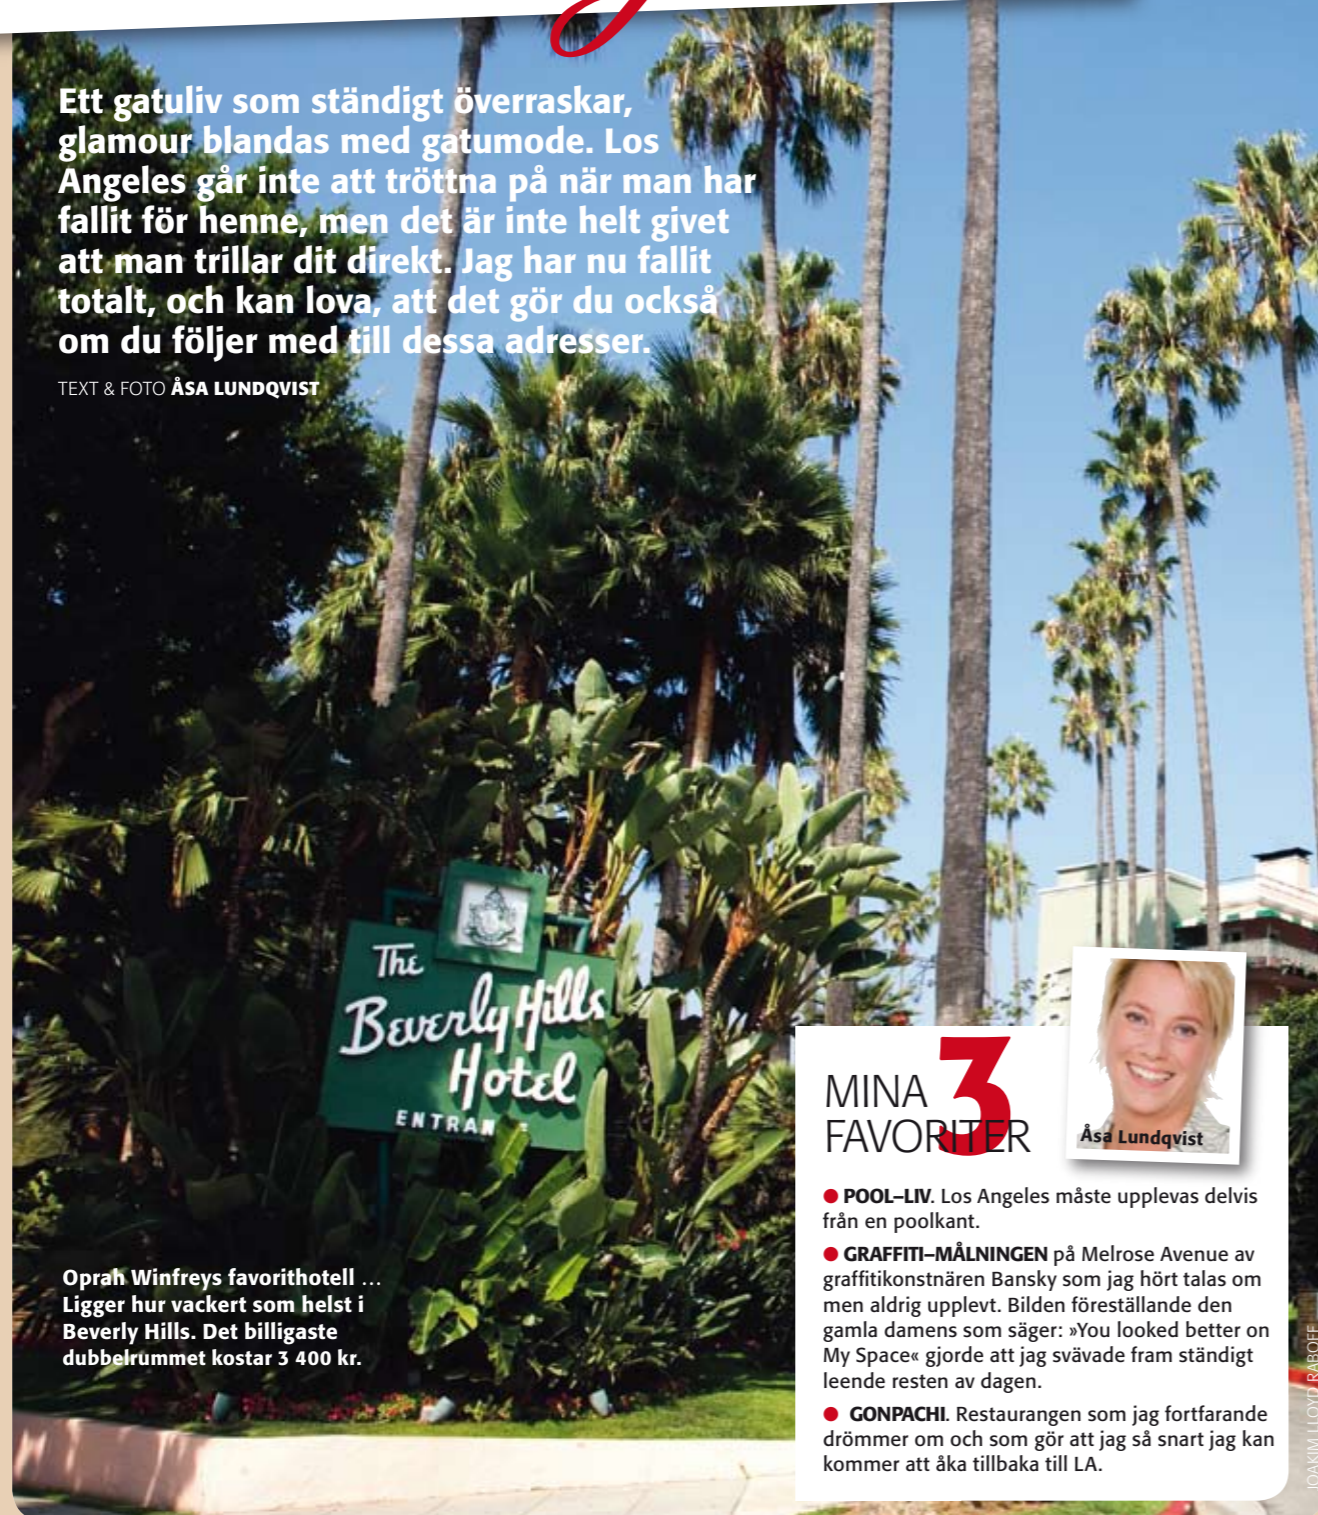 Ett gatuliv som ständigt överraskar,
glamour blandas med gatumode. Los
Angeles går inte att tröttna på när man har
fallit för henne, men det är inte helt givet
att man trillar dit direkt. Jag har nu fallit
totalt, och kan lova, att det gör du också
om du följer med till dessa adresser.
TEXT & FOTO ÅSA LUNDQVIST
The
Beverly Hills
Hotel
Oprah Winfreys favorithotell …
Ligger hur vackert som helst i
Beverly Hills. Det billigaste
dubbelrummet kostar 3 400 kr.
MINA 3
FAVORITER
Åsa Lundqvist
● POOL–LIV. Los Angeles måste upplevas delvis
från en poolkant.
● GRAFFITI–MÅLNINGEN på Melrose Avenue av
graffitikonstnären Bansky som jag hört talas om
men aldrig upplevt. Bilden föreställande den
gamla damens som säger: »You looked better on
My Space« gjorde att jag svävade fram ständigt
leende resten av dagen.
● GONPACHI. Restaurangen som jag fortfarande
drömmer om och som gör att jag så snart jag kan
kommer att åka tillbaka till LA.
JOAKIM LLOYD RABOFF